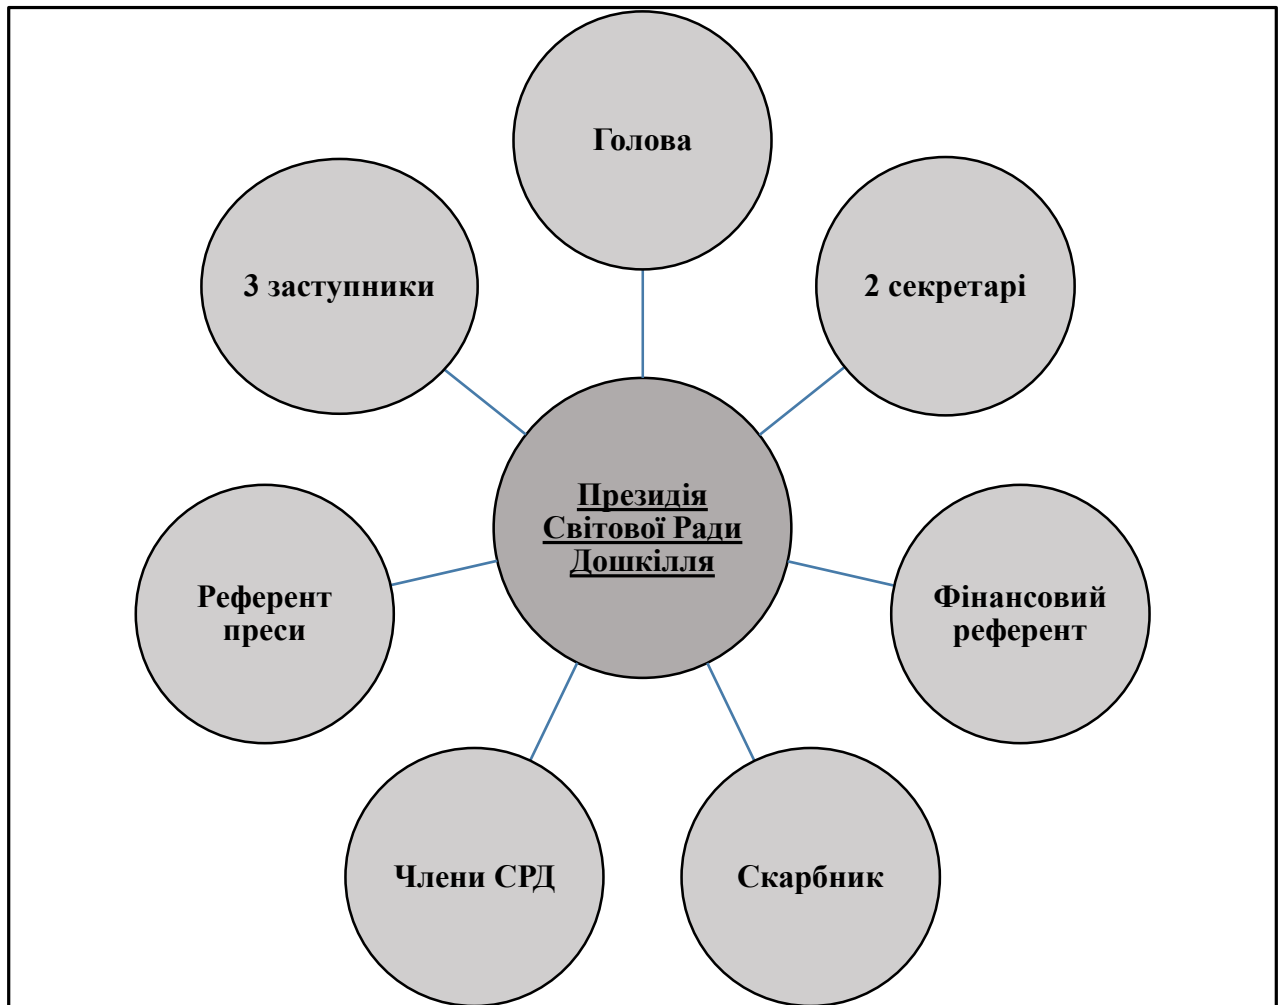 Голова
3 заступники
2 секретарі
Президія
Світової Ради
Дошкілля
Референт
преси
Фінансовий
референт
Члени СРД
Скарбник